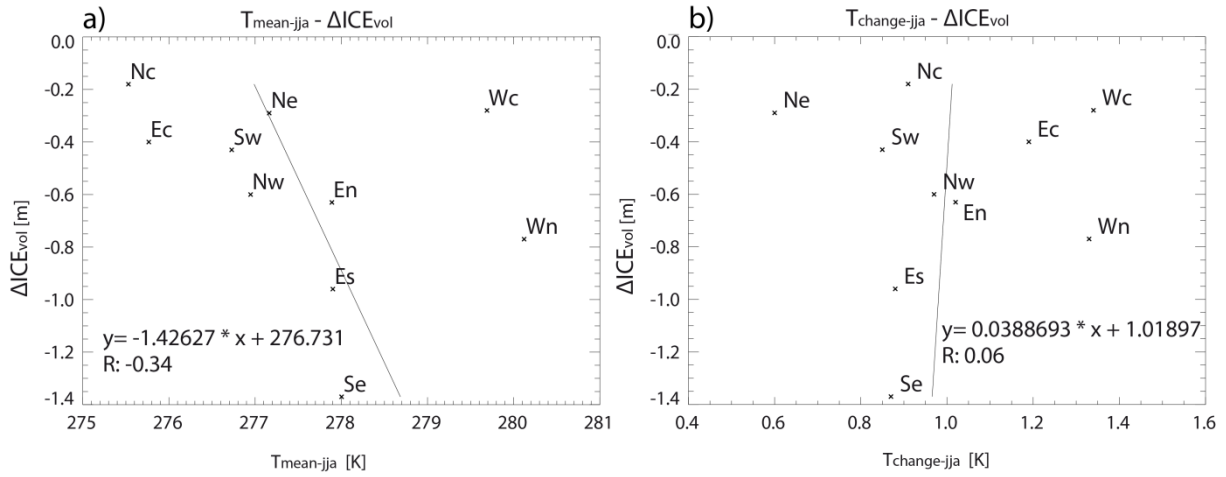 a) Tmean-jja - ΔICEvol
0.0
-0.2
-0.4
-0.6
-0.8
-1.0
-1.2
-1.4
ΔICEvol [m]
Nc
Ne
Wc
Ec
Sw
Nw
En
Wn
Es
y= -1.42627 * x + 276.731
R: -0.34
Se
275 276 277 278 279 280 281
Tmean-jja [K]
b) Tchange-jja - ΔICEvol
0.0
-0.2
-0.4
-0.6
-0.8
-1.0
-1.2
-1.4
ΔICEvol [m]
Nc
Ne
Wc
Sw
Ec
Nw
En
Wn
Es
y= 0.0388693 * x + 1.01897
R: 0.06
Se
0.4 0.6 0.8 1.0 1.2 1.4 1.6
Tchange-jja [K]